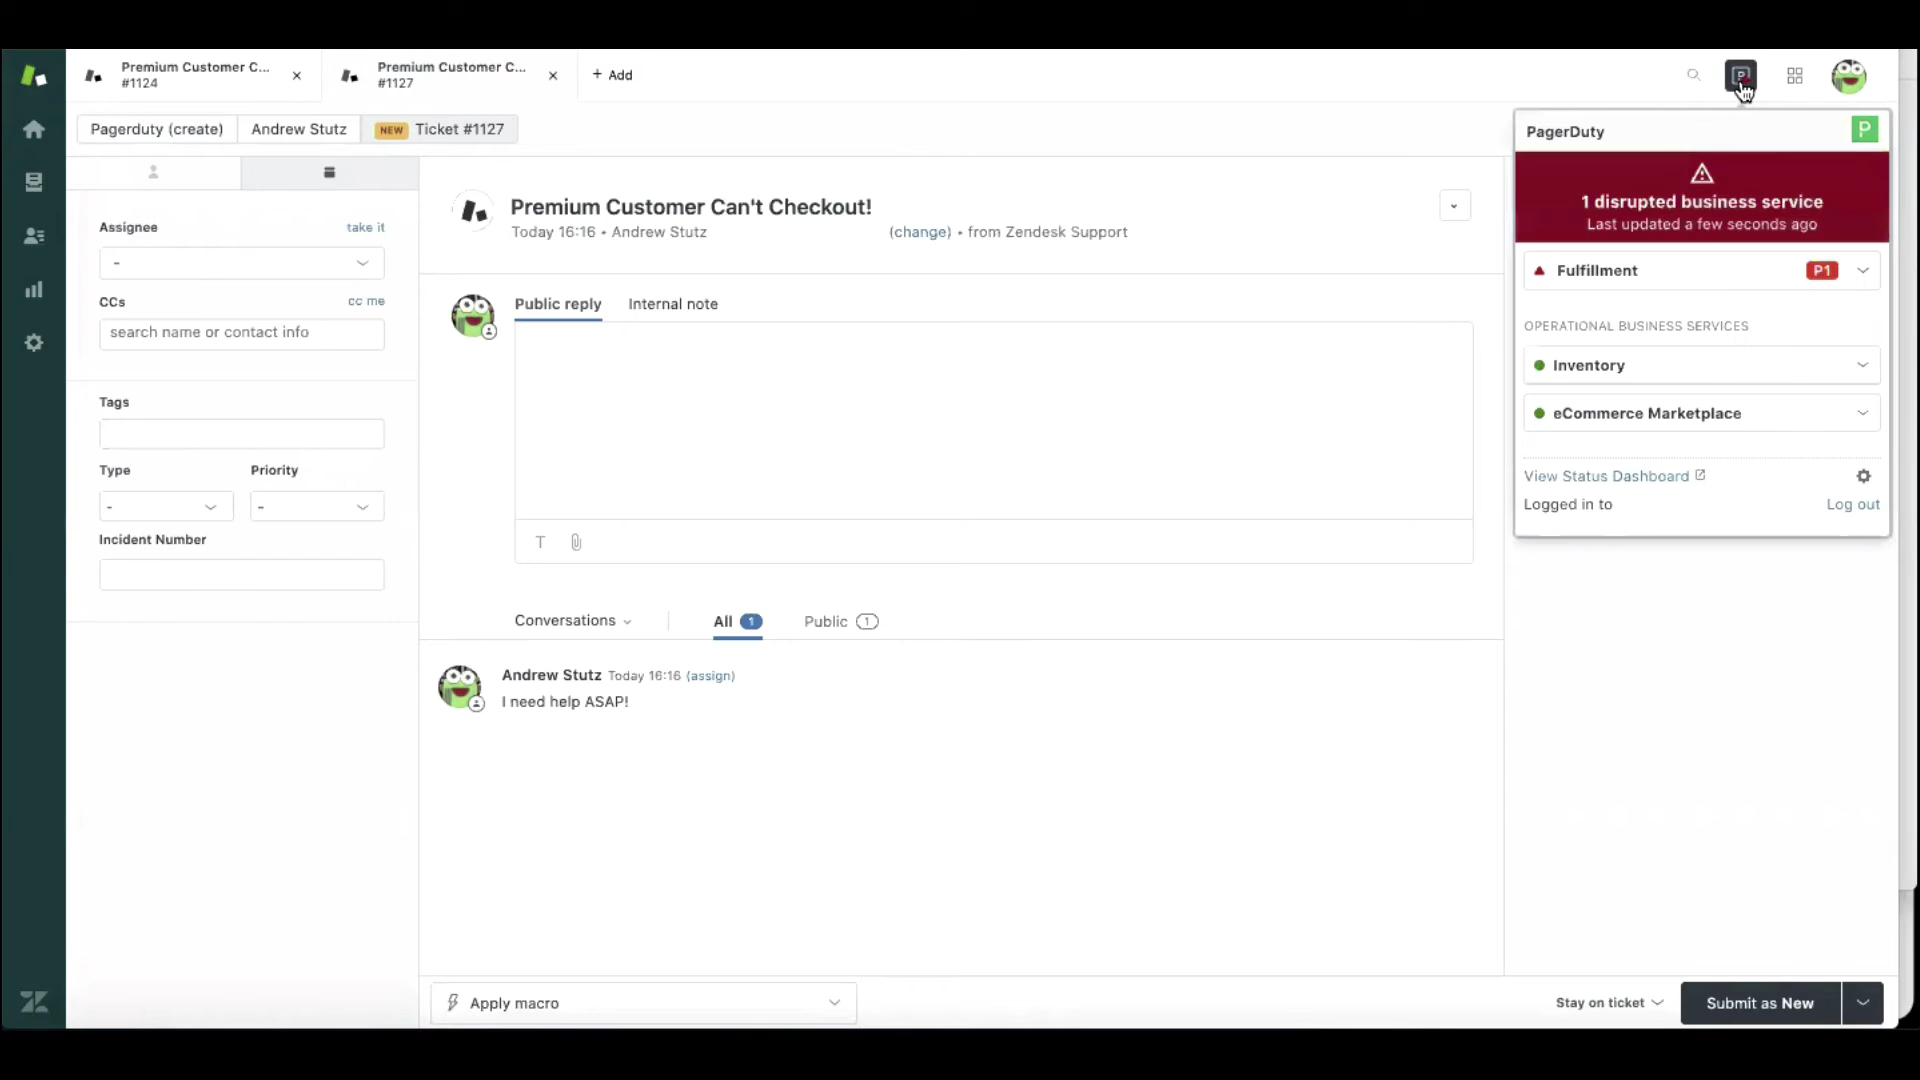 Premium Customer C...
#1124
Premium Customer C...
#1127
+ Add
Pagerduty (create)
Andrew Stutz
NEW Ticket #1127
Assignee
take it
-
CCs
cc me
search name or contact info
Tags
Type
Priority
-
-
Incident Number
Premium Customer Can't Checkout!
Today 16:16 • Andrew Stutz (change) • from Zendesk Support
Public reply
Internal note
T
Conversations
All 1
Public 1
Andrew Stutz Today 16:16 (assign)
I need help ASAP!
Apply macro
Stay on ticket
Submit as New
PagerDuty
P
1 disrupted business service
Last updated a few seconds ago
Fulfillment
P1
OPERATIONAL BUSINESS SERVICES
Inventory
eCommerce Marketplace
View Status Dashboard
Logged in to
Log out